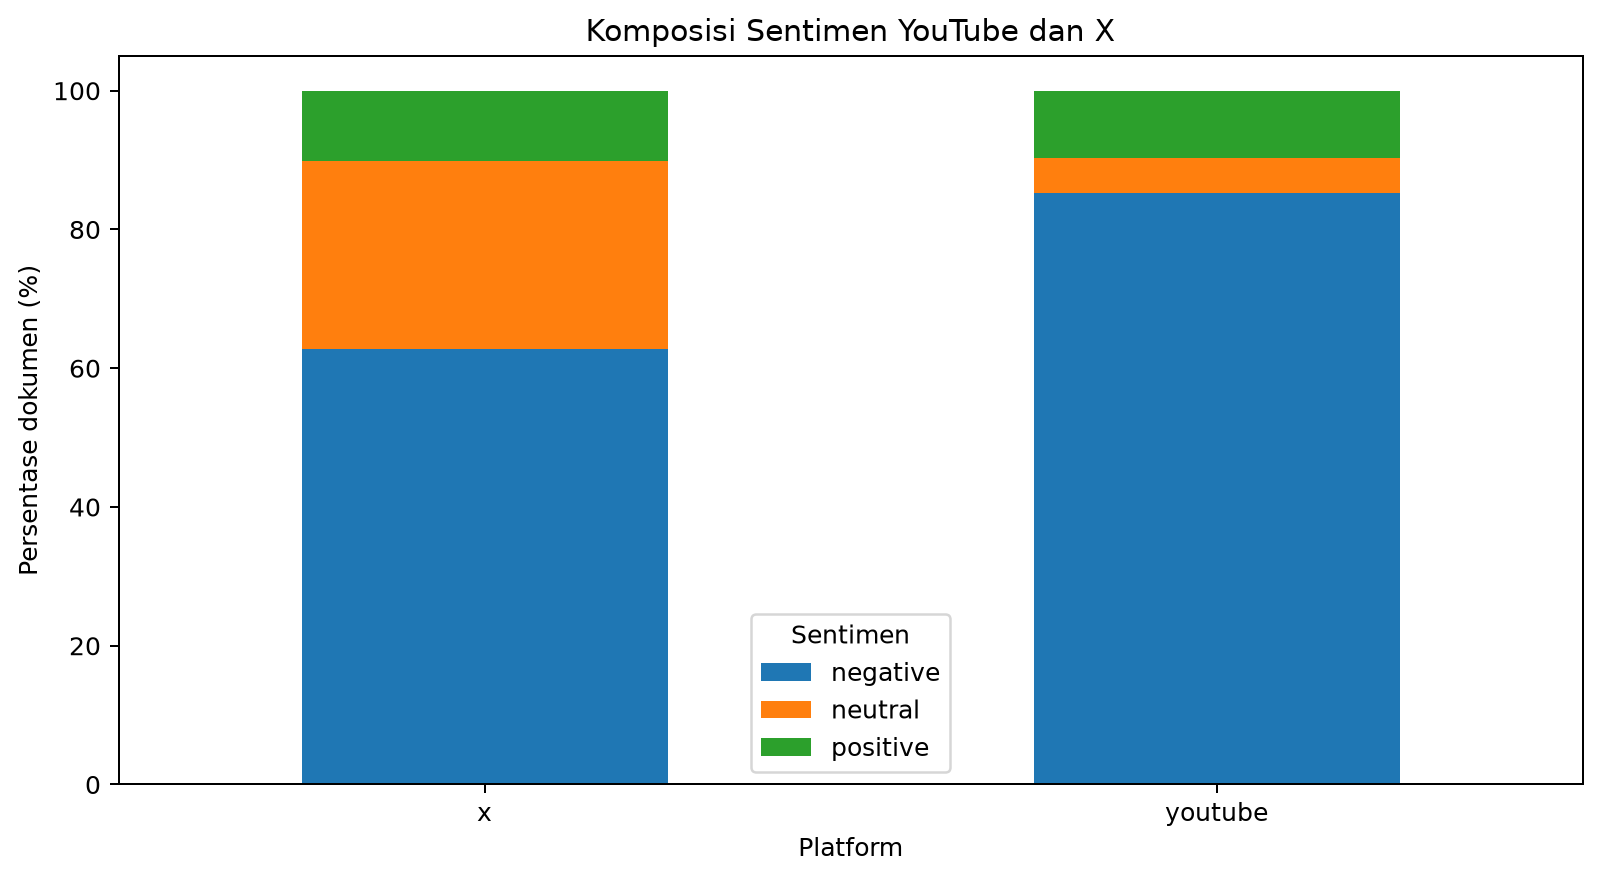 Komposisi Sentimen YouTube dan X
Persentase dokumen (%)
100
80
60
40
20
0
Sentimen
negative
neutral
positive
x
youtube
Platform